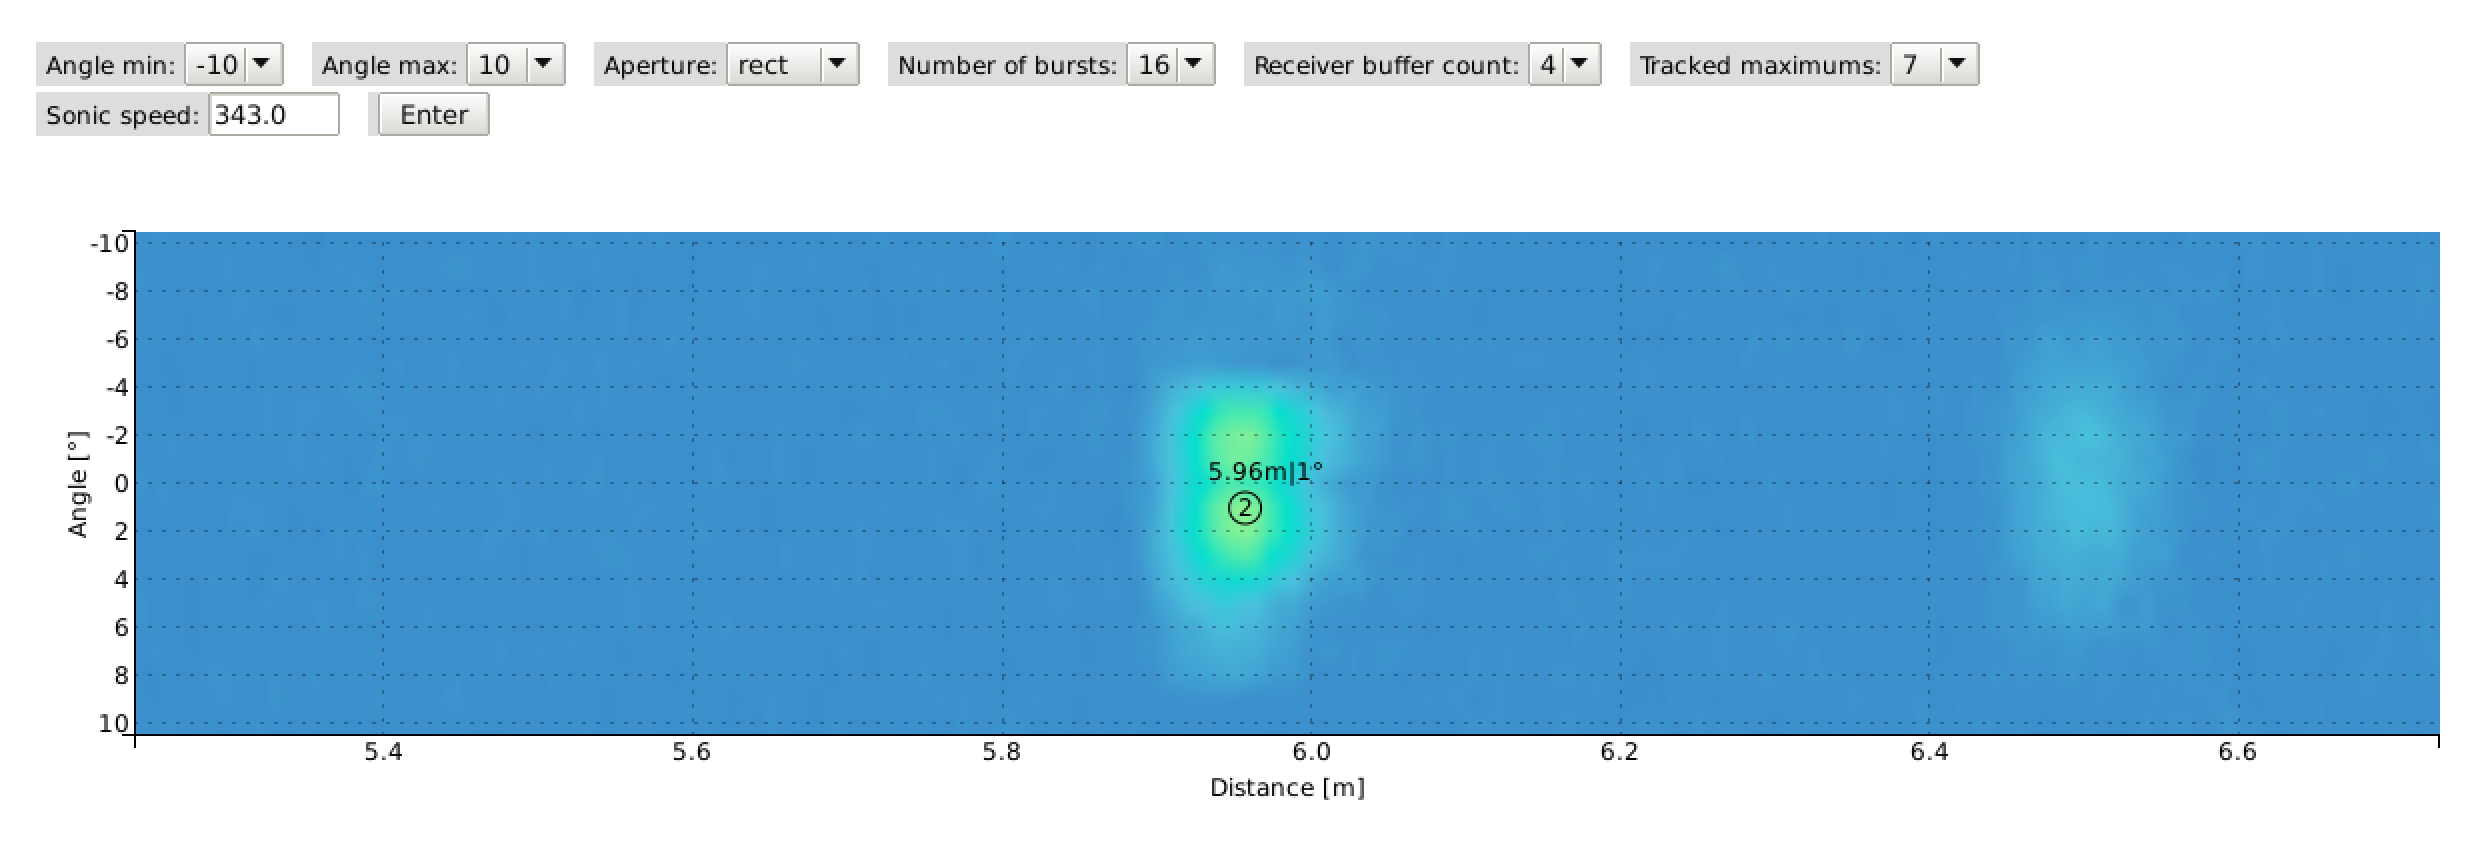 Angle min: -10 Angle max: 10 Aperture: rect Number of bursts: 16 Receiver buffer count: 4 Tracked maximums: 7
Sonic speed: 343.0 Enter
-10
-8
-6
-4
-2
0
2
4
6
8
10
Angle [°]
5.96m|1°
2
5.4 5.6 5.8 6.0 6.2 6.4 6.6
Distance [m]